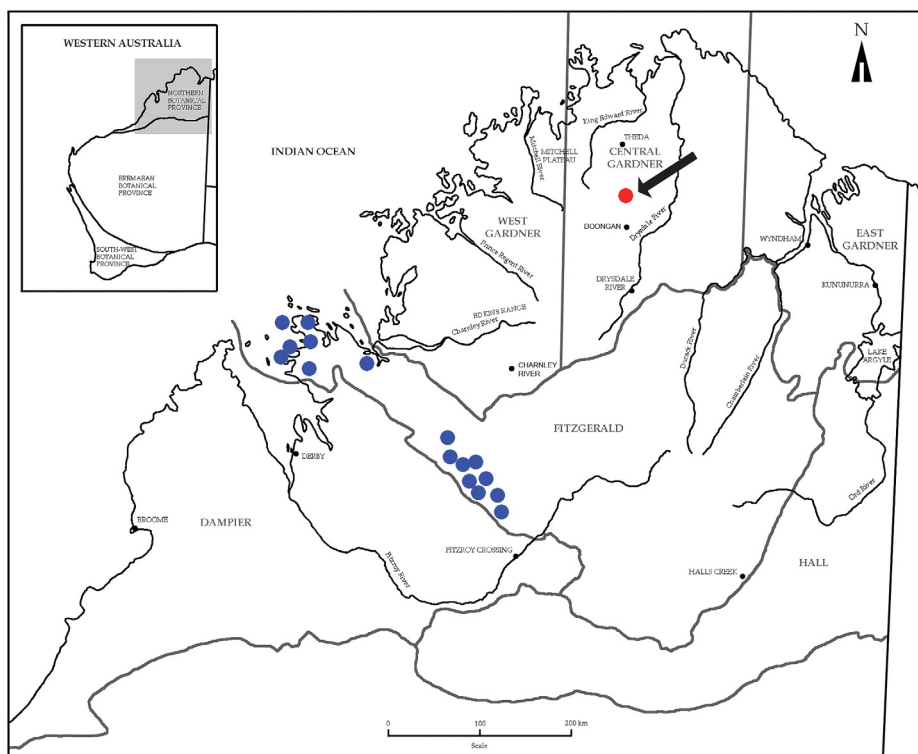 WESTERN AUSTRALIA
NORTHERN
BOTANICAL
PROVINCE
EREMAEAN
BOTANICAL
PROVINCE
SOUTH-WEST
BOTANICAL
PROVINCE
N
INDIAN OCEAN
King Edward River
THEDA
CENTRAL
GARDNER
Mitchell River
MITCHELL
PLATEAU
WEST
GARDNER
Drysdale River
DOONGAN
WYNDHAM
EAST
GARDNER
Prince Regent River
DRYSDALE
RIVER
KUNUNURRA
EDKINS RANGE
Charnley River
Durack River
Chamberlain River
LAKE
ARGYLE
CHARNLEY
RIVER
FITZGERALD
DERBY
Ord River
BROOME
DAMPIER
FITZROY CROSSING
Fitzroy River
HALLS CREEK
HALL
0
100
200 km
Scale